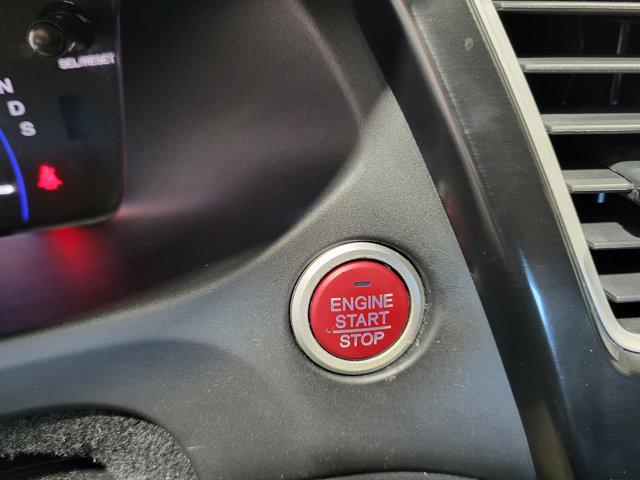 SEL/RESET
N
D
S
ENGINE
START
STOP